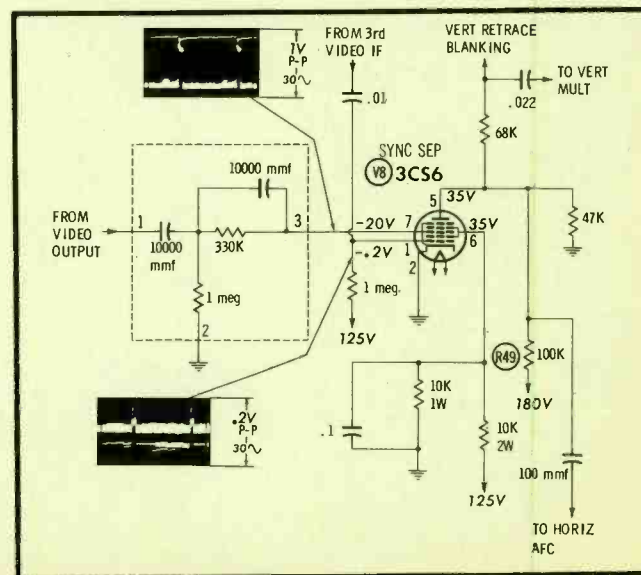 1V
P-P
30~
FROM 3rd
VIDEO IF
.01
VERT RETRACE
BLANKING
.022
TO VERT
MULT
68K
SYNC SEP
V8 3CS6
10000 mmf
FROM
VIDEO
OUTPUT
1
10000
mmf
330K
3
1 meg
2
-20V
-.2V
7
1
2
5
6
35V
35V
47K
1 meg.
125V
R49
100K
180V
10K
1W
.1
10K
2W
125V
100 mmf
TO HORIZ
AFC
.2V
P-P
30~